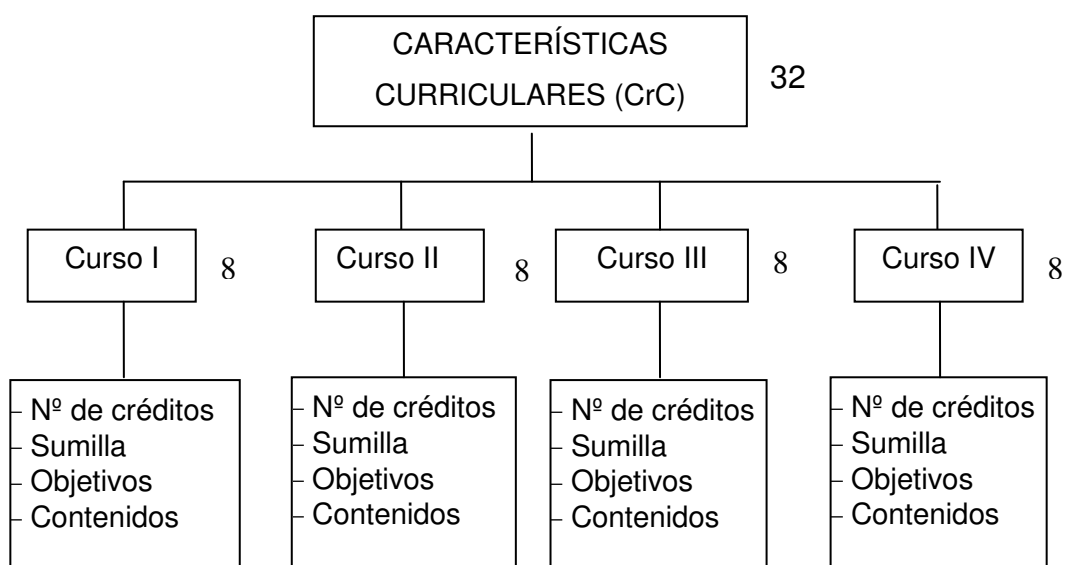 CARACTERÍSTICAS
CURRICULARES (CrC)
32
Curso I
8
Curso II
8
Curso III
8
Curso IV
8
– Nº de créditos
– Sumilla
– Objetivos
– Contenidos
– Nº de créditos
– Sumilla
– Objetivos
– Contenidos
– Nº de créditos
– Sumilla
– Objetivos
– Contenidos
– Nº de créditos
– Sumilla
– Objetivos
– Contenidos